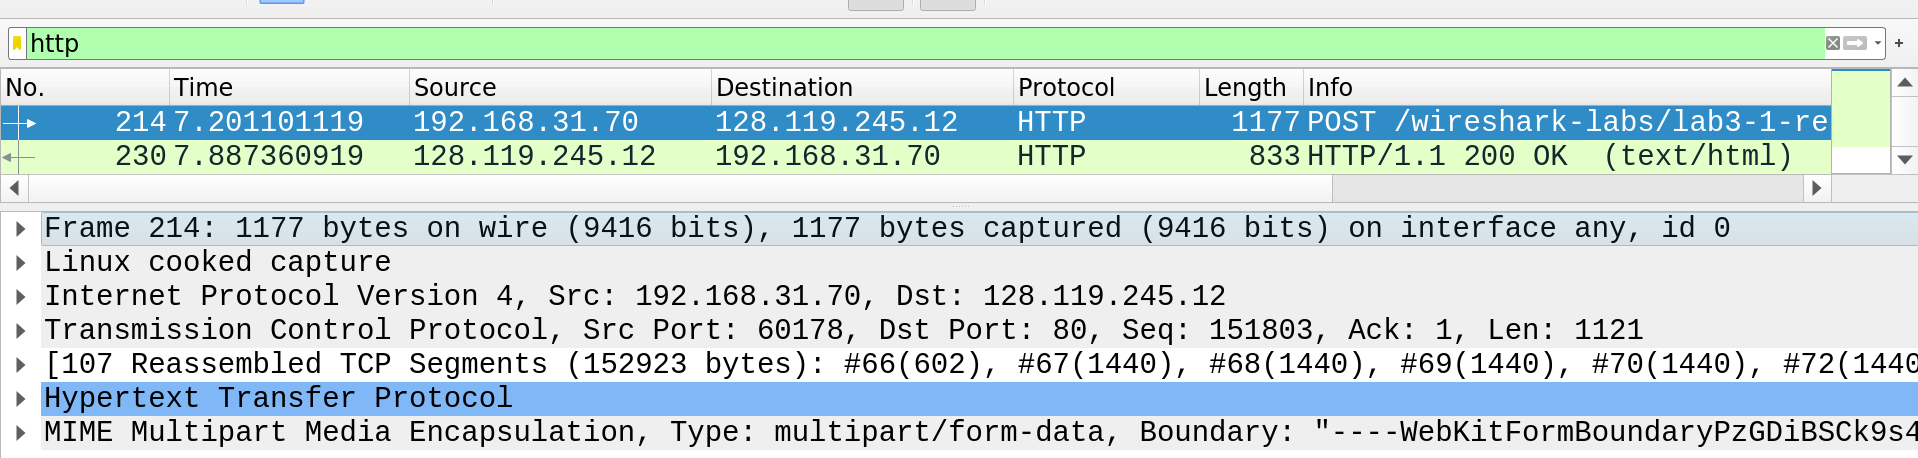 http
No. Time Source Destination Protocol Length Info
214 7.201101119 192.168.31.70 128.119.245.12 HTTP 1177 POST /wireshark-labs/lab3-1-re
230 7.887360919 128.119.245.12 192.168.31.70 HTTP 833 HTTP/1.1 200 OK  (text/html)
Frame 214: 1177 bytes on wire (9416 bits), 1177 bytes captured (9416 bits) on interface any, id 0
Linux cooked capture
Internet Protocol Version 4, Src: 192.168.31.70, Dst: 128.119.245.12
Transmission Control Protocol, Src Port: 60178, Dst Port: 80, Seq: 151803, Ack: 1, Len: 1121
[107 Reassembled TCP Segments (152923 bytes): #66(602), #67(1440), #68(1440), #69(1440), #70(1440), #72(1440
Hypertext Transfer Protocol
MIME Multipart Media Encapsulation, Type: multipart/form-data, Boundary: "----WebKitFormBoundaryPzGDiBSCk9s4